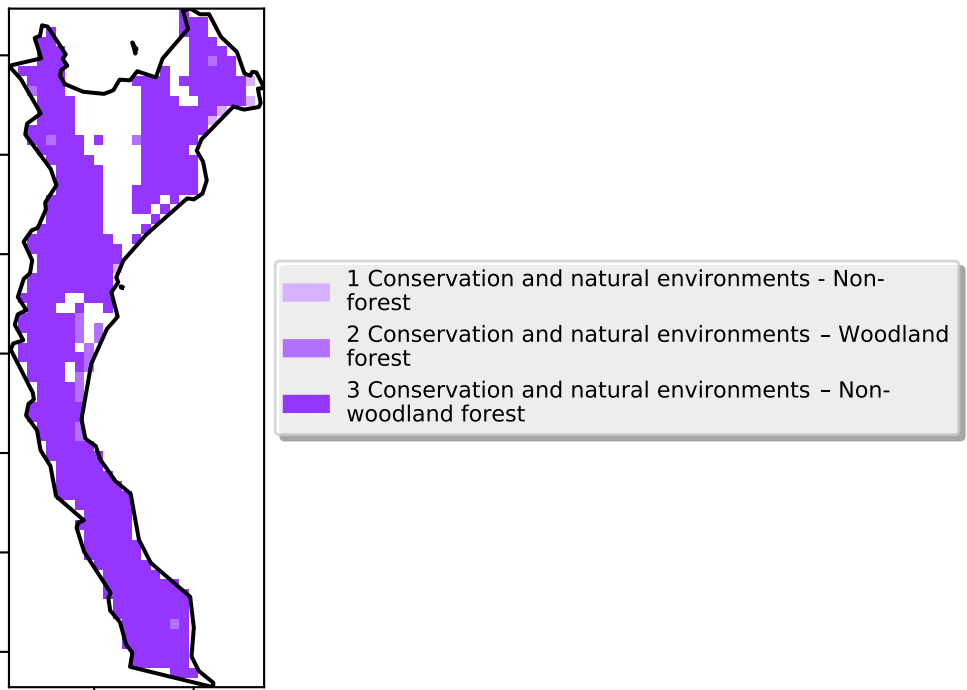 1 Conservation and natural environments - Non-
forest
2 Conservation and natural environments – Woodland
forest
3 Conservation and natural environments – Non-
woodland forest